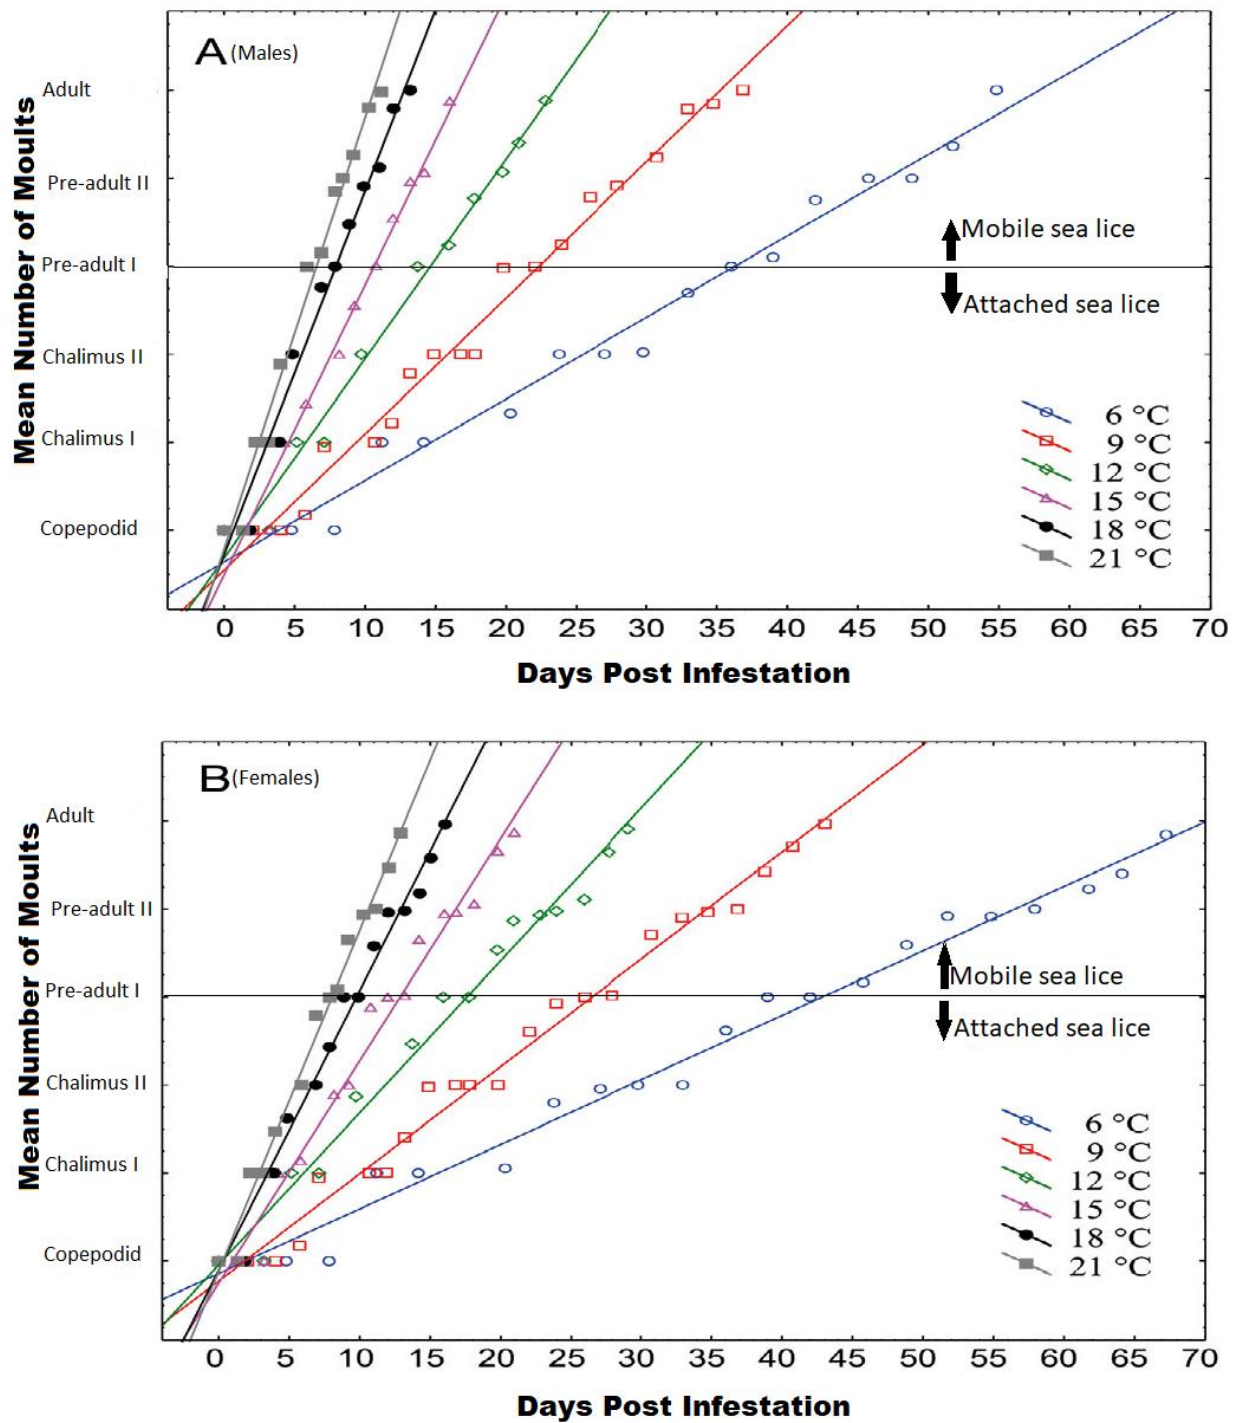 A (Males)
Mean Number of Moults
Adult
Pre-adult II
Pre-adult I
Chalimus II
Chalimus I
Copepodid
Mobile sea lice
Attached sea lice
6 °C
9 °C
12 °C
15 °C
18 °C
21 °C
0 5 10 15 20 25 30 35 40 45 50 55 60 65 70
Days Post Infestation
B (Females)
Mean Number of Moults
Adult
Pre-adult II
Pre-adult I
Chalimus II
Chalimus I
Copepodid
Mobile sea lice
Attached sea lice
6 °C
9 °C
12 °C
15 °C
18 °C
21 °C
0 5 10 15 20 25 30 35 40 45 50 55 60 65 70
Days Post Infestation